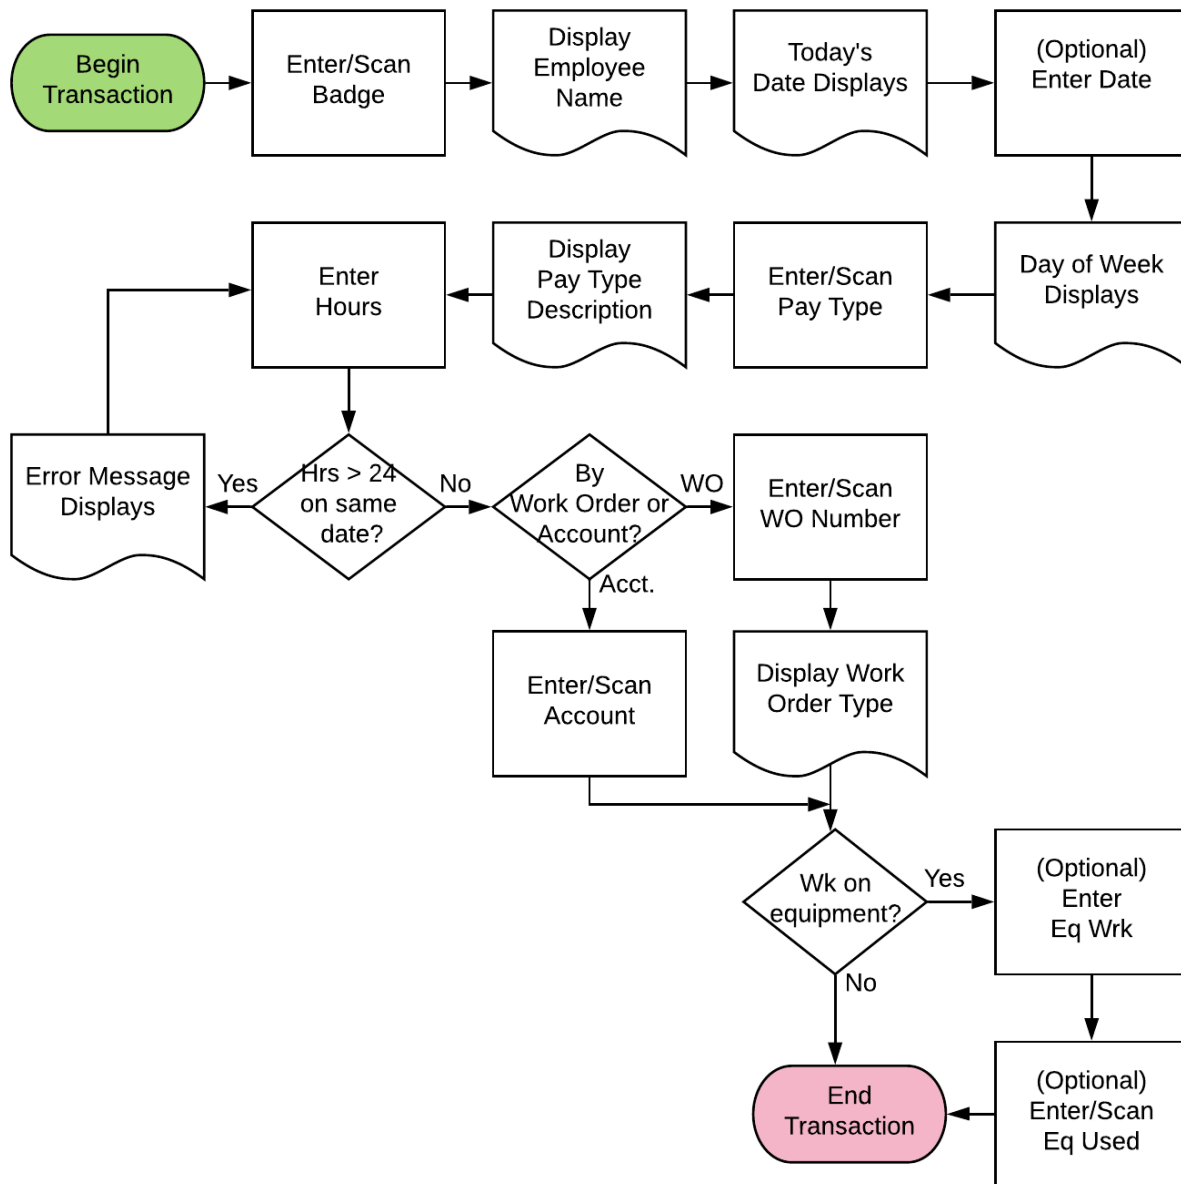 Begin
Transaction
Enter/Scan
Badge
Display
Employee
Name
Today's
Date Displays
(Optional)
Enter Date
Enter
Hours
Display
Pay Type
Description
Enter/Scan
Pay Type
Day of Week
Displays
Error Message
Displays
Yes
Hrs > 24
on same
date?
No
By
Work Order or
Account?
WO
Enter/Scan
WO Number
Acct.
Enter/Scan
Account
Display Work
Order Type
Wk on
equipment?
Yes
(Optional)
Enter
Eq Wrk
No
End
Transaction
(Optional)
Enter/Scan
Eq Used